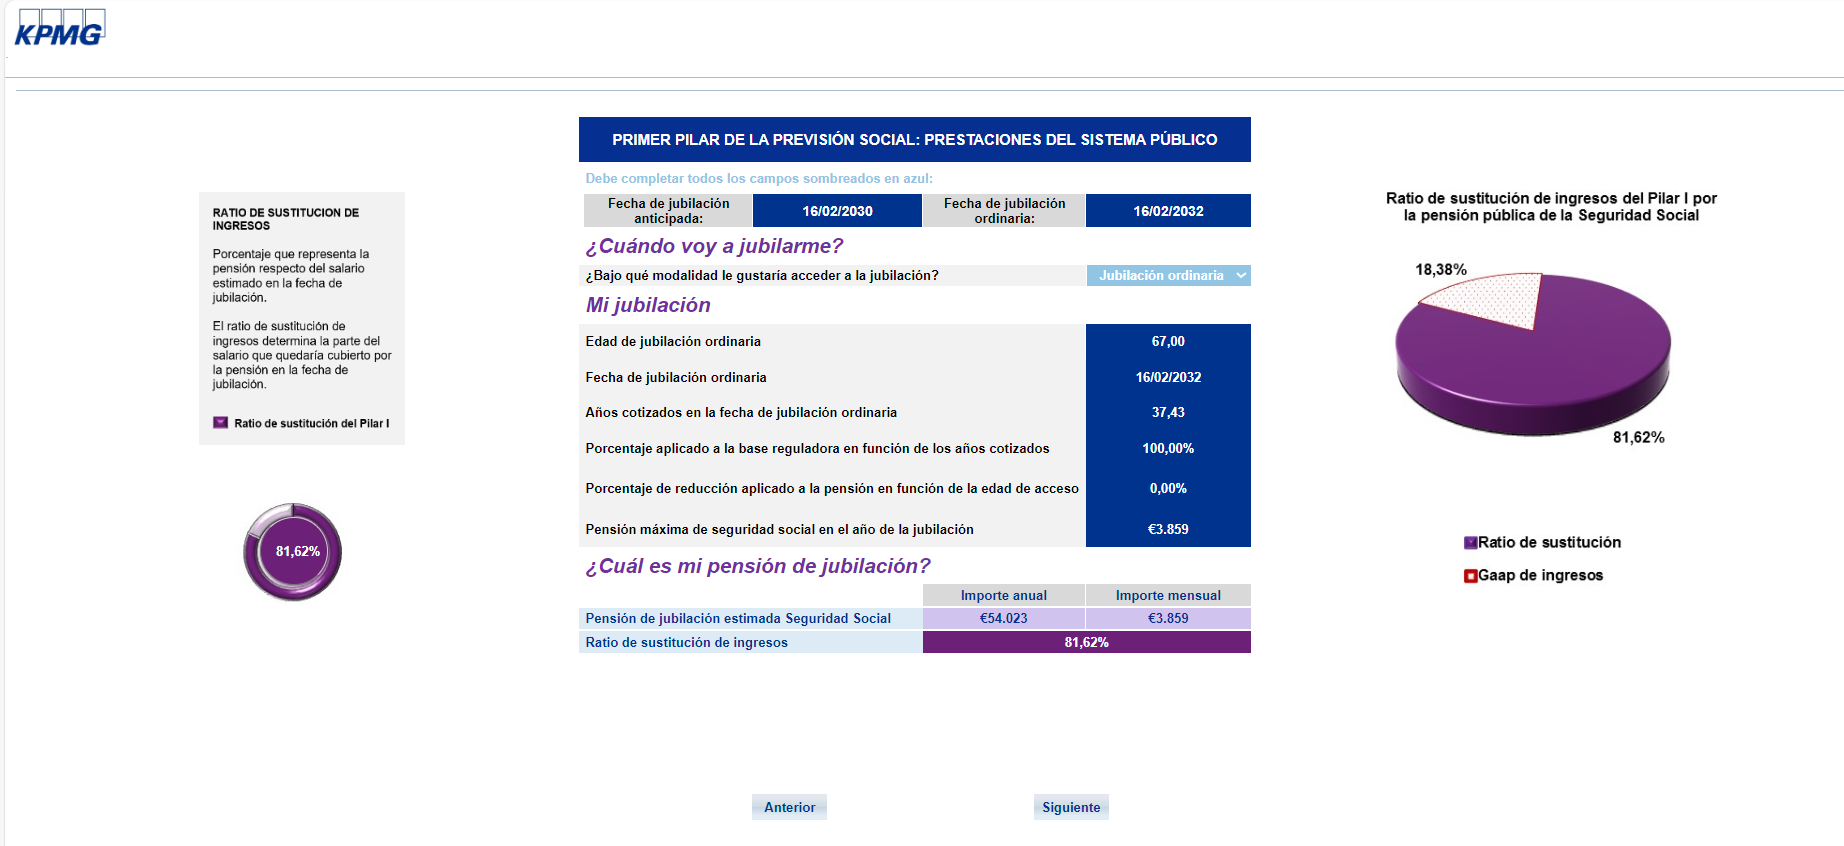 KPMG
PRIMER PILAR DE LA PREVISIÓN SOCIAL: PRESTACIONES DEL SISTEMA PÚBLICO
Debe completar todos los campos sombreados en azul:
Fecha de jubilación
anticipada:
16/02/2030
Fecha de jubilación
ordinaria:
16/02/2032
¿Cuándo voy a jubilarme?
¿Bajo qué modalidad le gustaría acceder a la jubilación?
Jubilación ordinaria
Mi jubilación
Edad de jubilación ordinaria
67,00
Fecha de jubilación ordinaria
16/02/2032
Años cotizados en la fecha de jubilación ordinaria
37,43
Porcentaje aplicado a la base reguladora en función de los años cotizados
100,00%
Porcentaje de reducción aplicado a la pensión en función de la edad de acceso
0,00%
Pensión máxima de seguridad social en el año de la jubilación
€3.859
¿Cuál es mi pensión de jubilación?
Importe anual
Importe mensual
Pensión de jubilación estimada Seguridad Social
€54.023
€3.859
Ratio de sustitución de ingresos
81,62%
RATIO DE SUSTITUCION DE
INGRESOS
Porcentaje que representa la
pensión respecto del salario
estimado en la fecha de
jubilación.
El ratio de sustitución de
ingresos determina la parte del
salario que quedaría cubierto por
la pensión en la fecha de
jubilación.
Ratio de sustitución del Pilar I
81,62%
Ratio de sustitución de ingresos del Pilar I por
la pensión pública de la Seguridad Social
18,38%
81,62%
Ratio de sustitución
Gaap de ingresos
Anterior
Siguiente